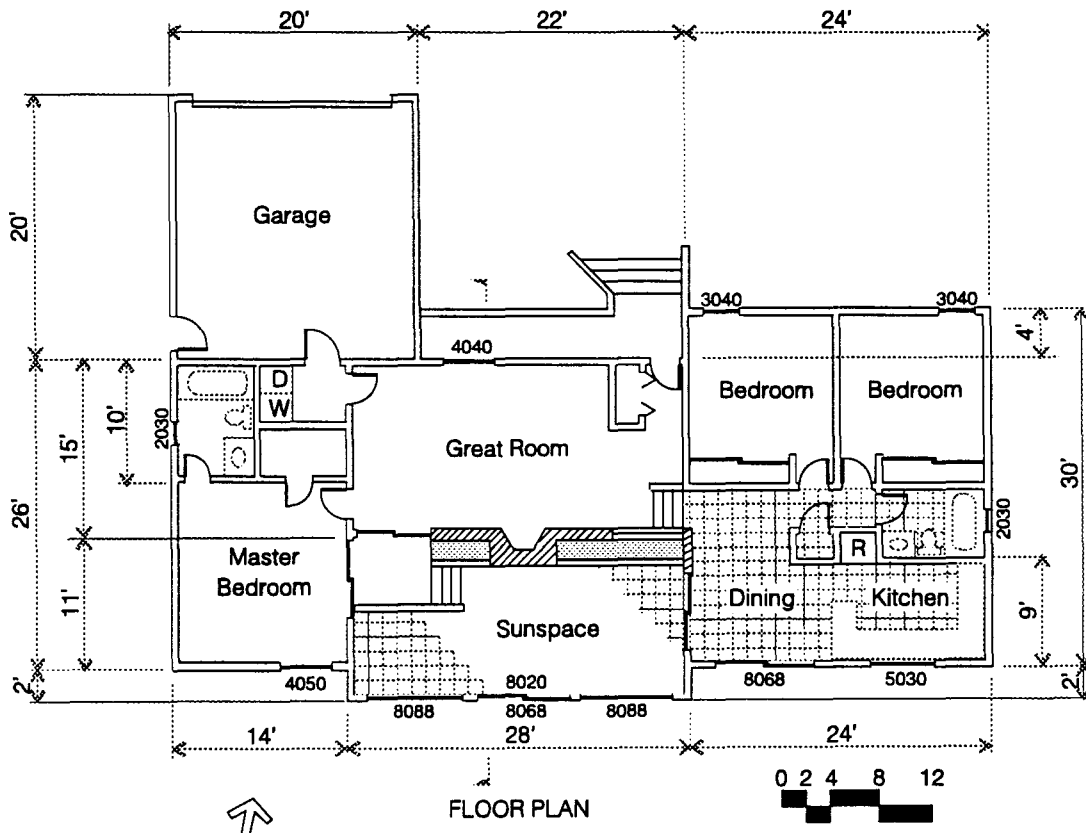 20' 22' 24'
Garage
20'
3040 3040
4'
4040
D
W
Bedroom Bedroom
10'
2030
15'
Great Room
30'
26'
2030
R
Master
Bedroom
11'
Dining Kitchen
9'
Sunspace
2'
4050 8020 8068 5030
2'
8088 8068 8088
14' 28' 24'
0 2 4 8 12
FLOOR PLAN